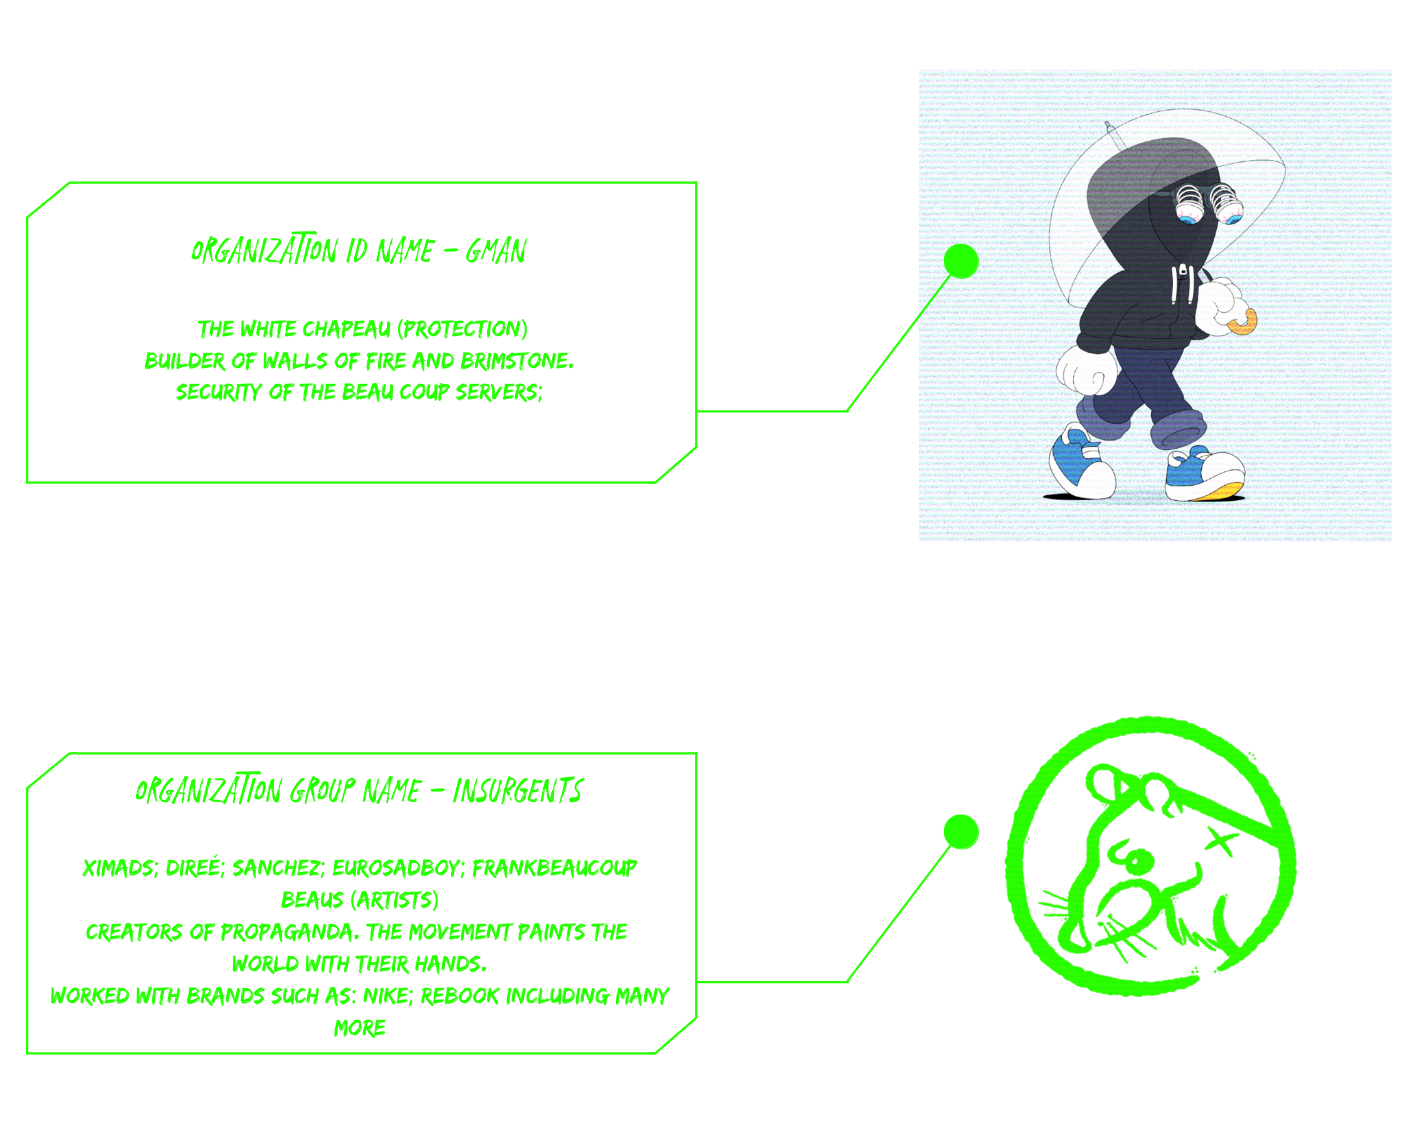 ORGANIZATION ID NAME - GMAN
THE WHITE CHAPEAU (PROTECTION)
BUILDER OF WALLS OF FIRE AND BRIMSTONE.
SECURITY OF THE BEAU COUP SERVERS;
ORGANIZATION GROUP NAME - INSURGENTS
XIMADS; DIREÉ; SANCHEZ; EUROSADBOY; FRANKBEAUCOUP
BEAUS (ARTISTS)
CREATORS OF PROPAGANDA. THE MOVEMENT PAINTS THE
WORLD WITH THEIR HANDS.
WORKED WITH BRANDS SUCH AS: NIKE; REBOOK INCLUDING MANY
MORE